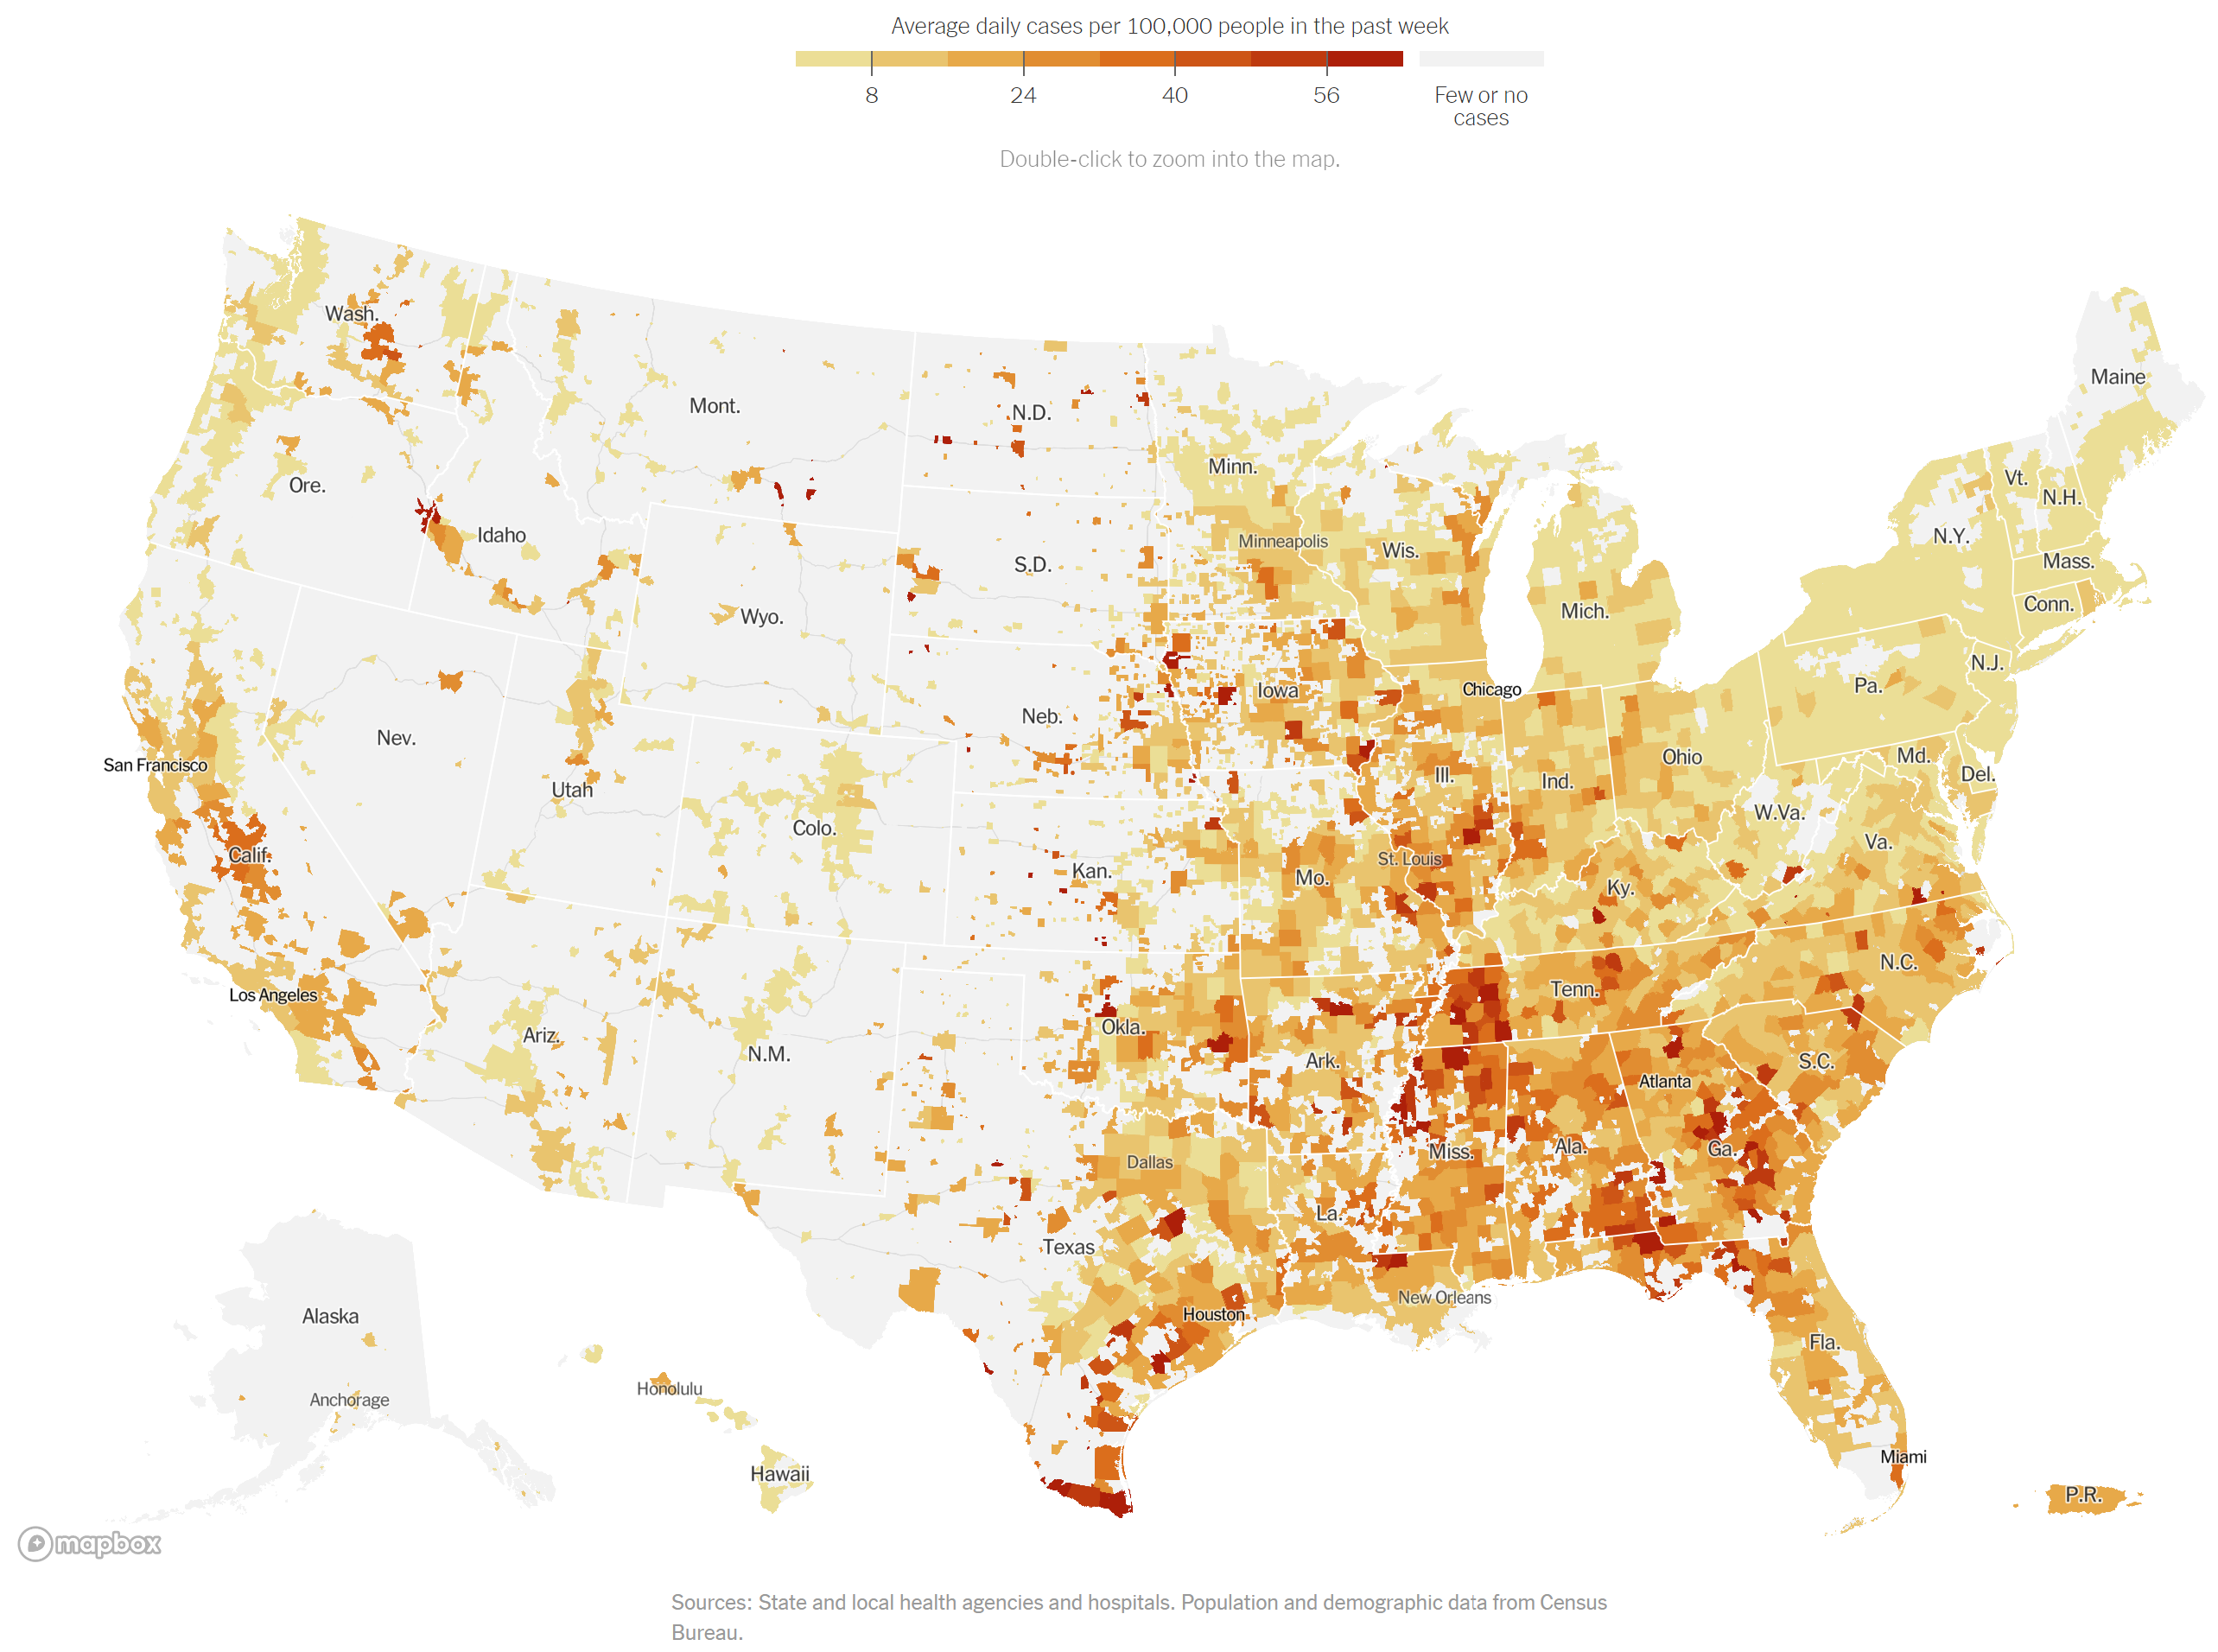 Average daily cases per 100,000 people in the past week
8 24 40 56 Few or no
cases
Double-click to zoom into the map.
Wash.
Maine
Mont.
N.D.
Minn.
Vt.
N.H.
Ore.
Idaho
N.Y.
Minneapolis
Wis.
S.D.
Mass.
Conn.
Mich.
Wyo.
N.J.
Pa.
Chicago
Iowa
Neb.
Nev.
Ohio
Md.
San Francisco
Ill.
Ind.
Del.
Utah
W.Va.
Colo.
Va.
Calif.
St. Louis
Kan.
Mo.
Ky.
N.C.
Tenn.
Los Angeles
Okla.
Ariz.
N.M.
Ark.
S.C.
Atlanta
Ala.
Ga.
Miss.
Dallas
La.
Texas
New Orleans
Houston
Alaska
Fla.
Honolulu
Anchorage
Miami
Hawaii
P.R.
mapbox
Sources: State and local health agencies and hospitals. Population and demographic data from Census
Bureau.